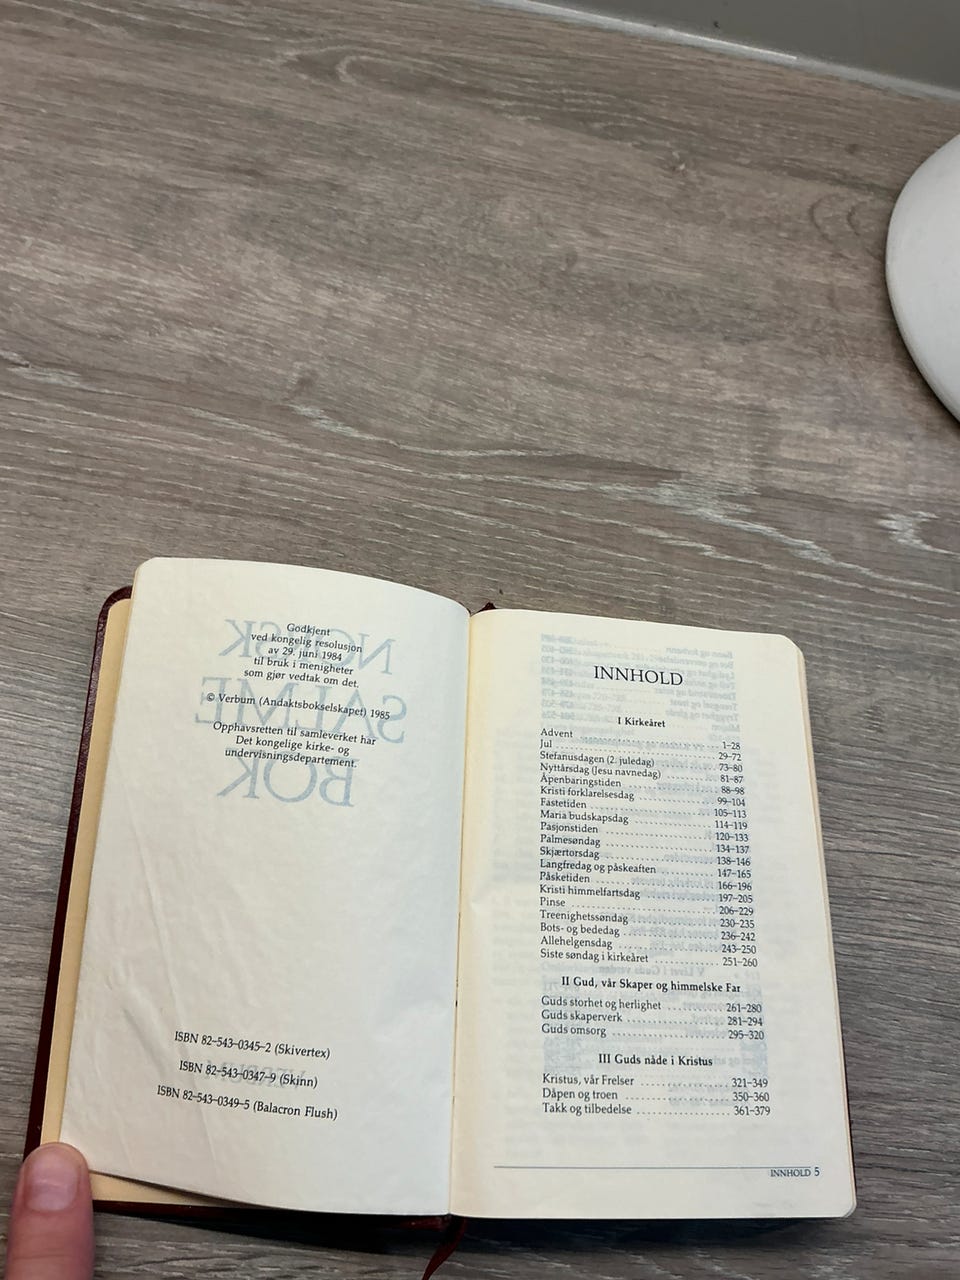 Godkjent
ved kongelig resolusjon
av 29. juni 1984
til bruk i menigheter
som gjør vedtak om det.
© Verbum (Andaktsbokselskapet) 1985
Opphavsretten til samleverket har
Det kongelige kirke- og
undervisningsdepartement.
NORSK
SALME
BOK
ISBN 82-543-0345-2 (Skivertex)
ISBN 82-543-0347-9 (Skinn)
ISBN 82-543-0349-5 (Balacron Flush)
INNHOLD
I Kirkeåret
Advent ........ 1–28
Jul ........ 29–72
Stefanusdagen (2. juledag) ........ 73–80
Nyttårsdag (Jesu navnedag) ........ 81–87
Åpenbaringstiden ........ 88–98
Kristi forklarelsesdag ........ 99–104
Fastetiden ........ 105–113
Maria budskapsdag ........ 114–119
Pasjonstiden ........ 120–133
Palmesøndag ........ 134–137
Skjærtorsdag ........ 138–146
Langfredag og påskeaften ........ 147–165
Påsketiden ........ 166–196
Kristi himmelfartsdag ........ 197–205
Pinse ........ 206–229
Treenighetssøndag ........ 230–235
Bots- og bededag ........ 236–242
Allehelgensdag ........ 243–250
Siste søndag i kirkeåret ........ 251–260
II Gud, vår Skaper og himmelske Far
Guds storhet og herlighet ........ 261–280
Guds skaperverk ........ 281–294
Guds omsorg ........ 295–320
III Guds nåde i Kristus
Kristus, vår Frelser ........ 321–349
Dåpen og troen ........ 350–360
Takk og tilbedelse ........ 361–379
INNHOLD 5